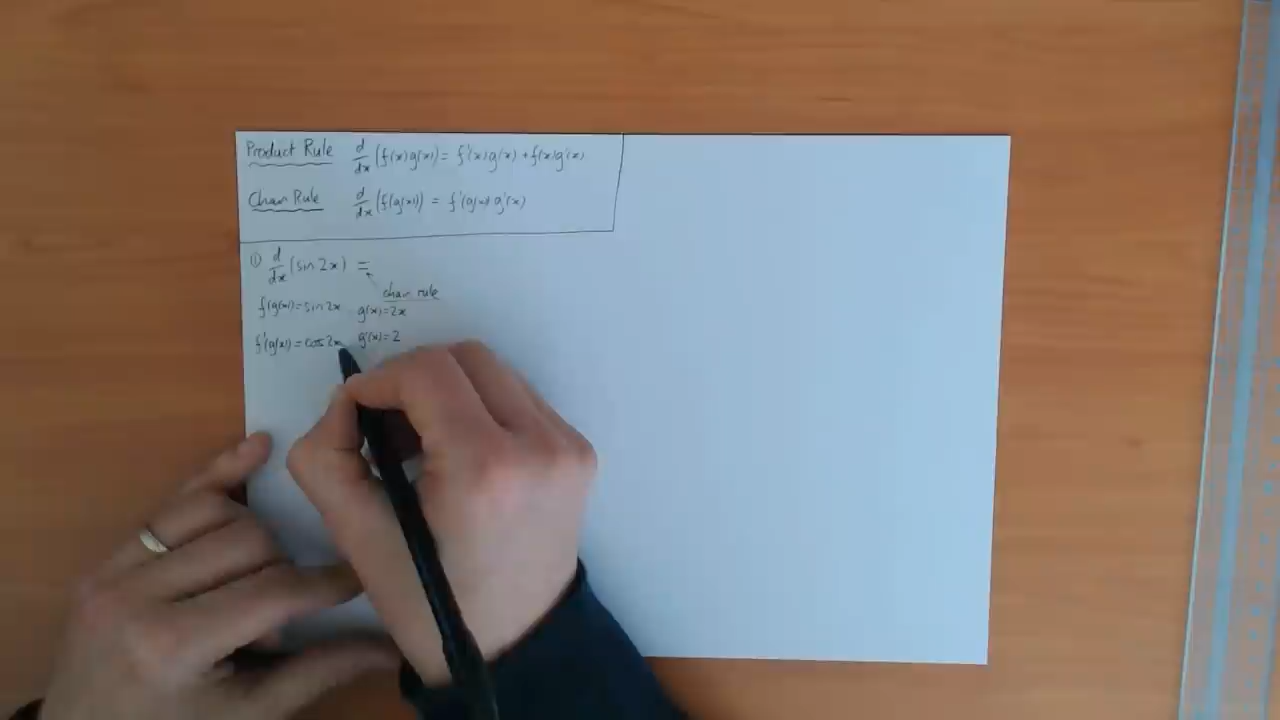 Product Rule d/dx (f(x)g(x)) = f'(x)g(x) + f(x)g'(x)
Chain Rule d/dx (f(g(x))) = f'(g(x)) g'(x)
① d/dx (sin 2x) =
chain rule
f(g(x)) = sin 2x g(x) = 2x
f'(g(x)) = cos 2x g'(x) = 2